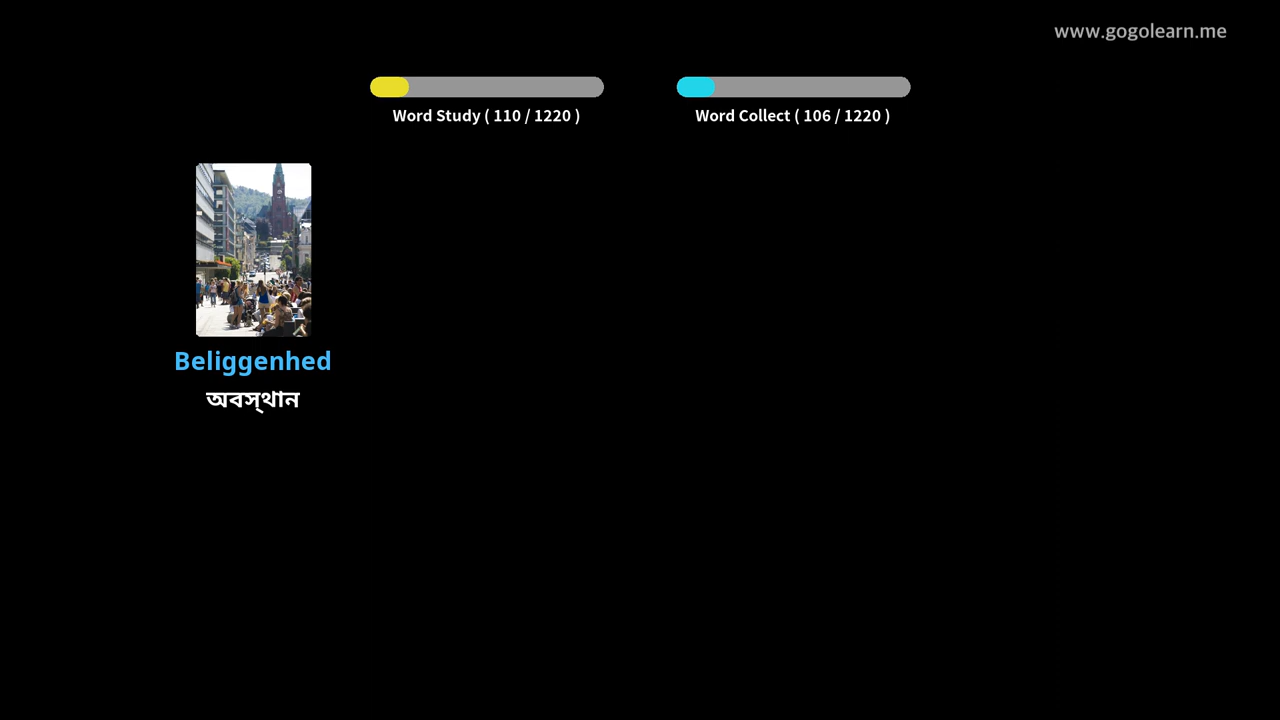 www.gogolearn.me
Word Study ( 110 / 1220 )
Word Collect ( 106 / 1220 )
Beliggenhed
অবস্থান